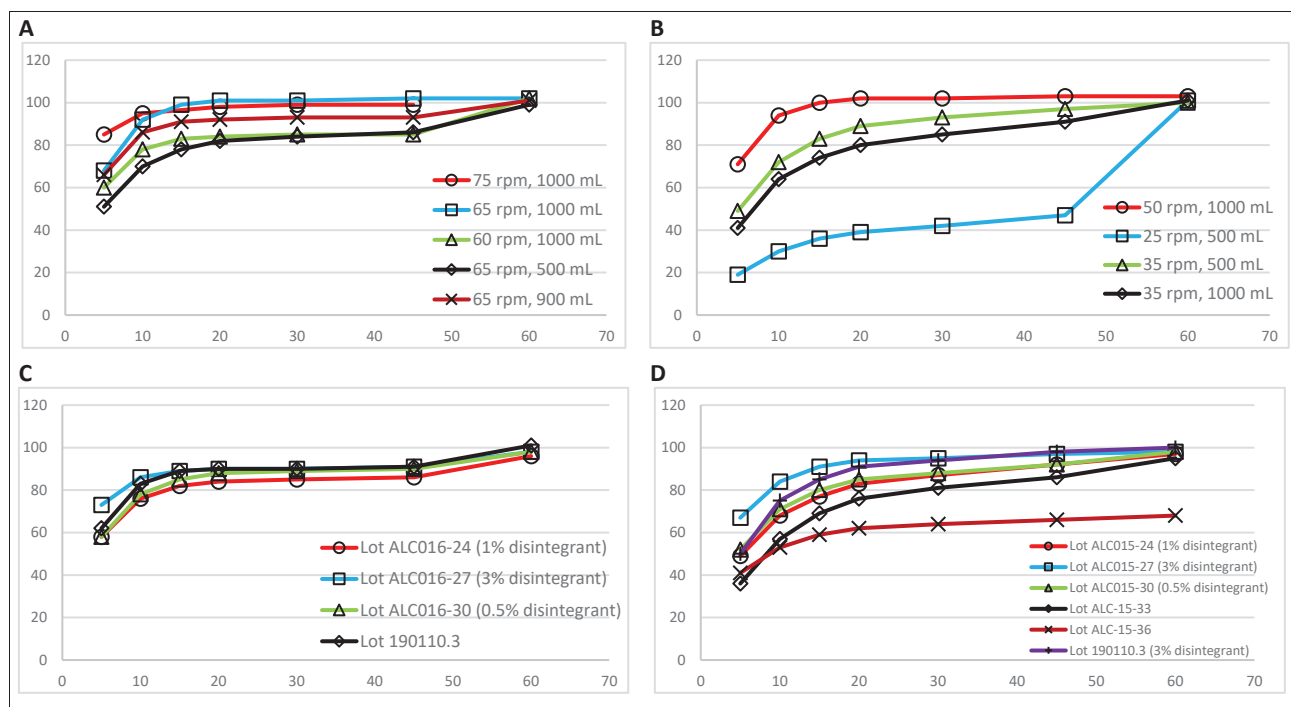 A
120
100
80
60
40
20
0
75 rpm, 1000 mL
65 rpm, 1000 mL
60 rpm, 1000 mL
65 rpm, 500 mL
65 rpm, 900 mL
0 10 20 30 40 50 60 70
B
120
100
80
60
40
20
0
50 rpm, 1000 mL
25 rpm, 500 mL
35 rpm, 500 mL
35 rpm, 1000 mL
0 10 20 30 40 50 60 70
C
120
100
80
60
40
20
0
Lot ALC016-24 (1% disintegrant)
Lot ALC016-27 (3% disintegrant)
Lot ALC016-30 (0.5% disintegrant)
Lot 190110.3
0 10 20 30 40 50 60 70
D
120
100
80
60
40
20
0
Lot ALC015-24 (1% disintegrant)
Lot ALC015-27 (3% disintegrant)
Lot ALC015-30 (0.5% disintegrant)
Lot ALC-15-33
Lot ALC-15-36
Lot 190110.3 (3% disintegrant)
0 10 20 30 40 50 60 70